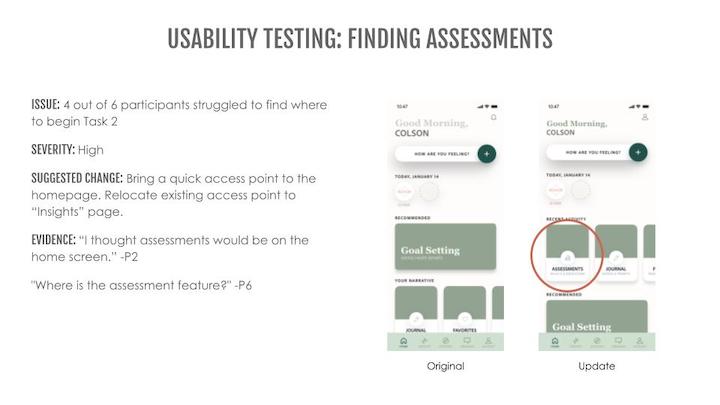 USABILITY TESTING: FINDING ASSESSMENTS
ISSUE: 4 out of 6 participants struggled to find where
to begin Task 2
SEVERITY: High
SUGGESTED CHANGE: Bring a quick access point to the
homepage. Relocate existing access point to
“Insights” page.
EVIDENCE: “I thought assessments would be on the
home screen.” -P2
"Where is the assessment feature?" -P6
10:47
Good Morning,
COLSON
HOW ARE YOU FEELING?
+
TODAY, JANUARY 14
RECOMMENDED
Goal Setting
YOUR NARRATIVE
JOURNAL
FAVORITES
Original
10:47
Good Morning,
COLSON
HOW ARE YOU FEELING?
+
TODAY, JANUARY 14
RECENT ACTIVITY
ASSESSMENTS
JOURNAL
RECOMMENDED
Goal Setting
Update